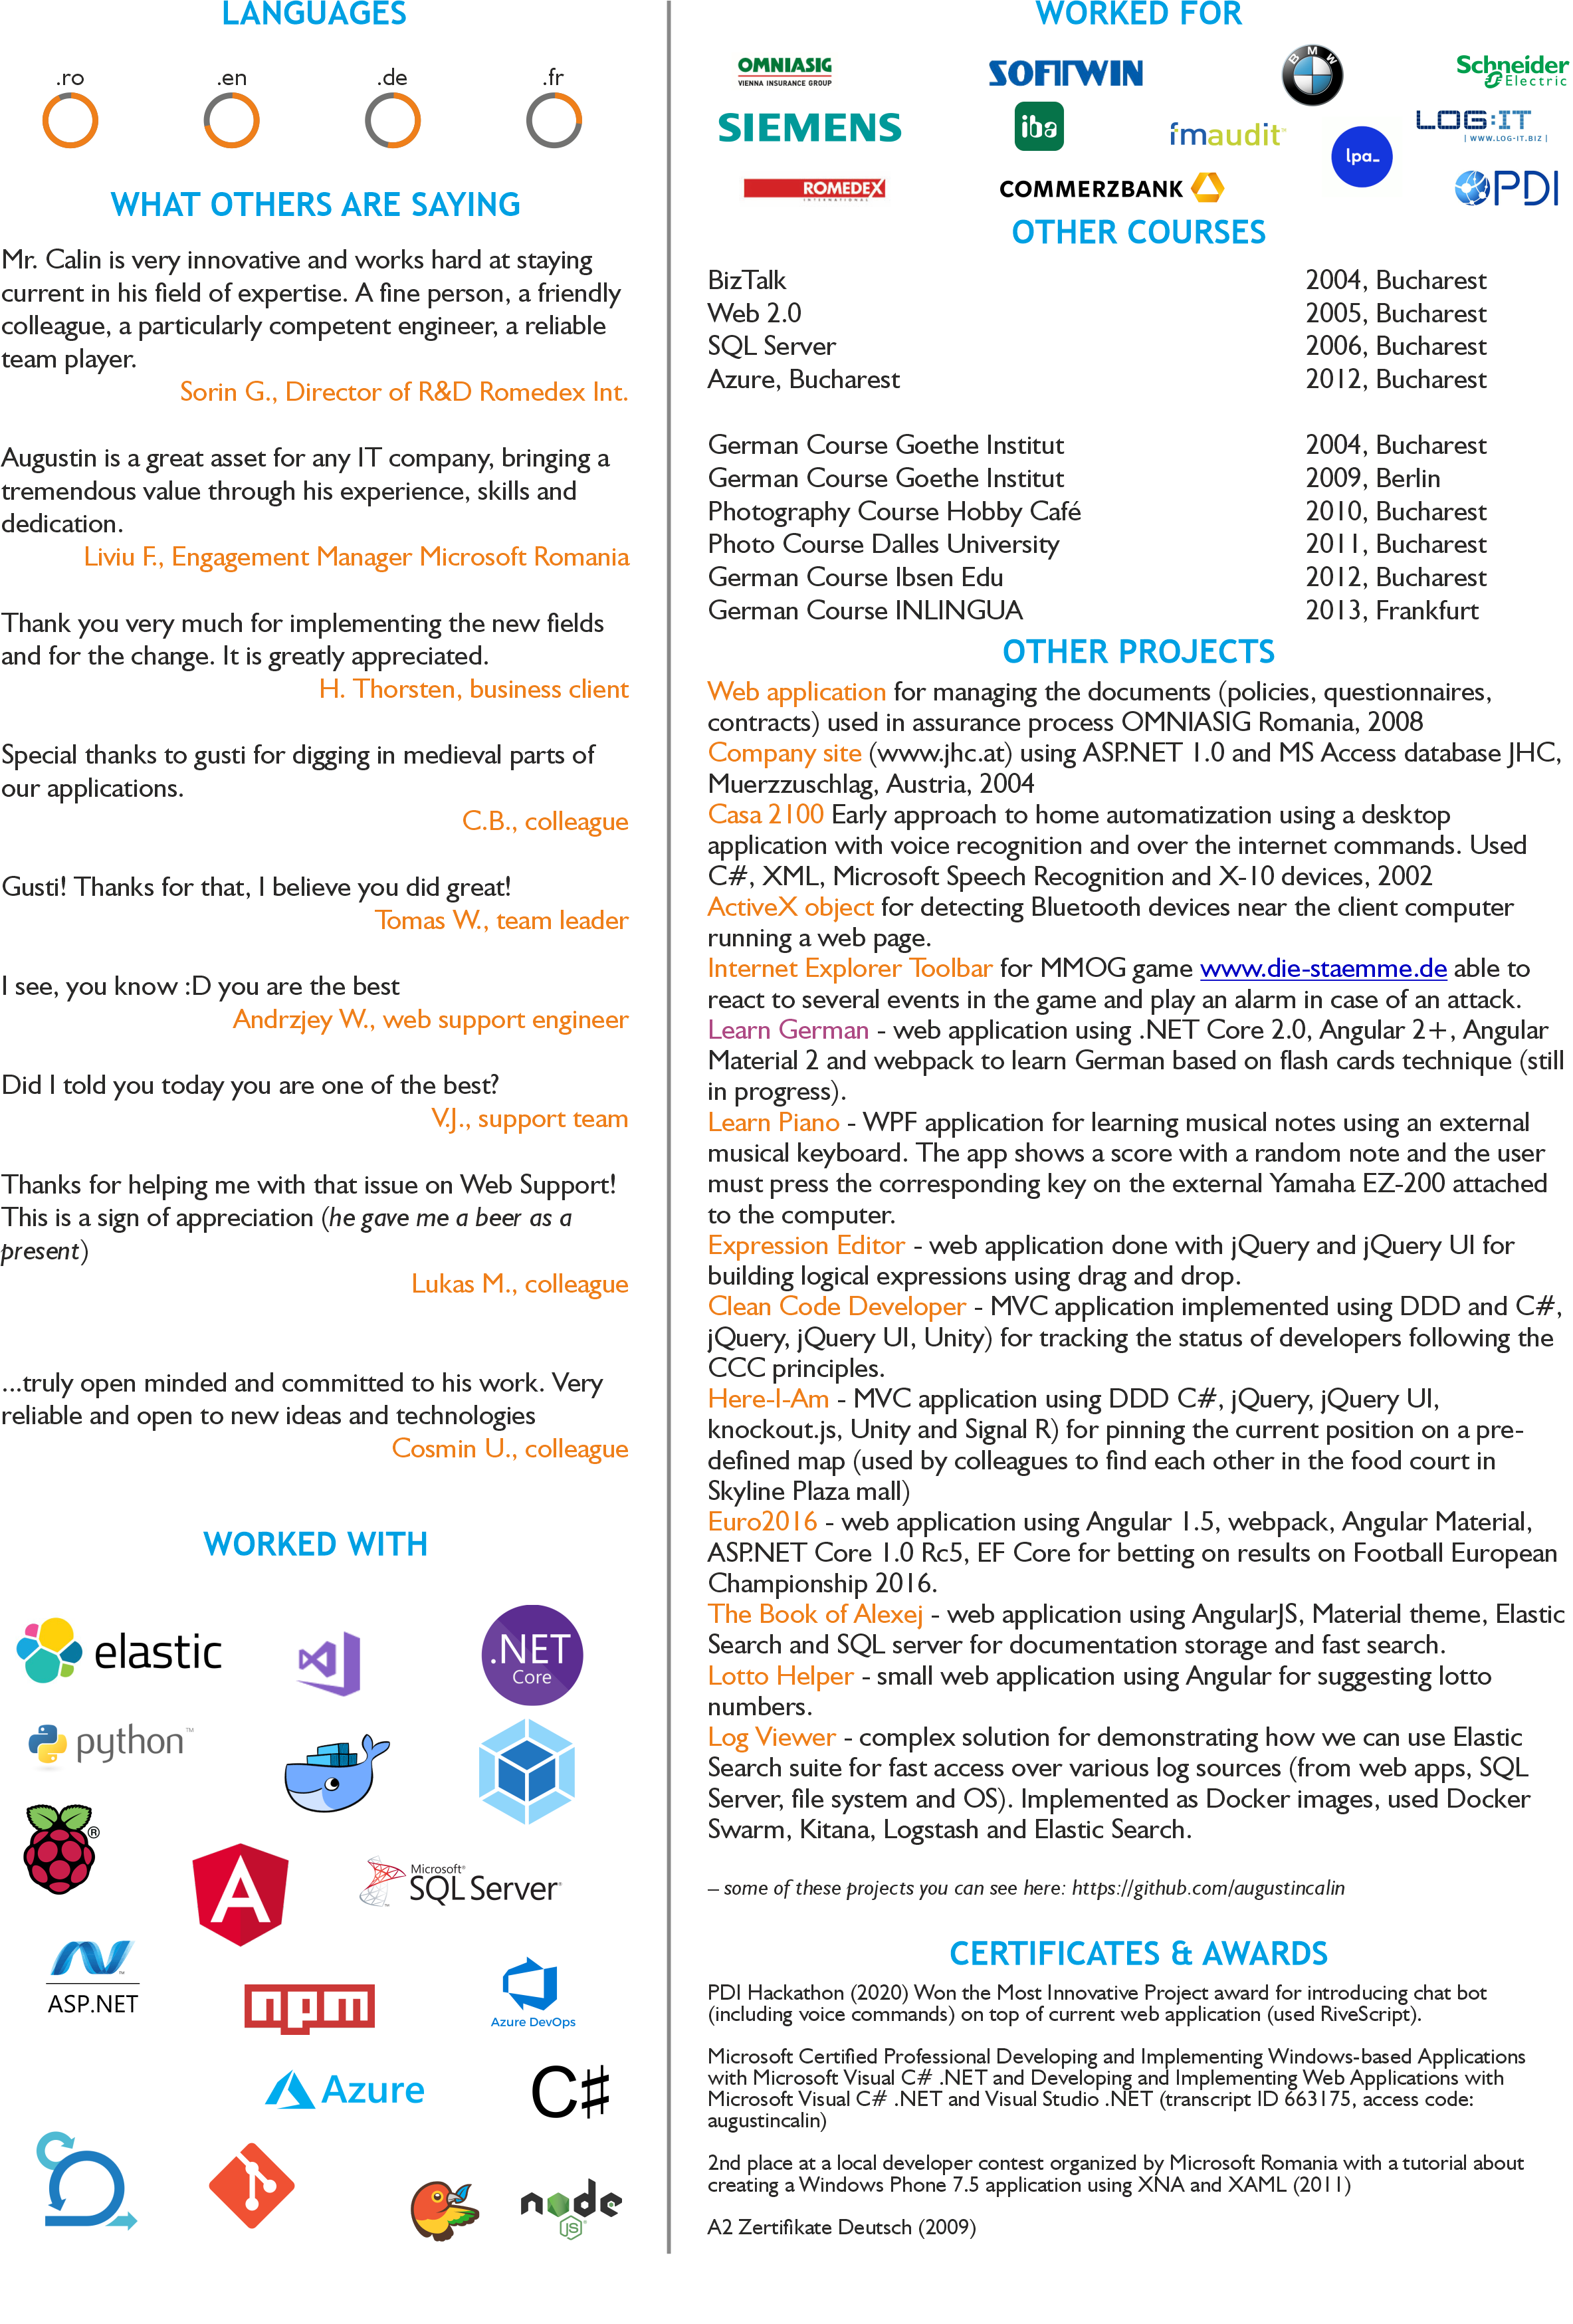 LANGUAGES
.ro .en .de .fr
WHAT OTHERS ARE SAYING
Mr. Calin is very innovative and works hard at staying
current in his field of expertise. A fine person, a friendly
colleague, a particularly competent engineer, a reliable
team player.
Sorin G., Director of R&D Romedex Int.
Augustin is a great asset for any IT company, bringing a
tremendous value through his experience, skills and
dedication.
Liviu F., Engagement Manager Microsoft Romania
Thank you very much for implementing the new fields
and for the change. It is greatly appreciated.
H. Thorsten, business client
Special thanks to gusti for digging in medieval parts of
our applications.
C.B., colleague
Gusti! Thanks for that, I believe you did great!
Tomas W., team leader
I see, you know :D you are the best
Andrzjey W., web support engineer
Did I told you today you are one of the best?
V.J., support team
Thanks for helping me with that issue on Web Support!
This is a sign of appreciation (he gave me a beer as a
present)
Lukas M., colleague
...truly open minded and committed to his work. Very
reliable and open to new ideas and technologies
Cosmin U., colleague
WORKED WITH
elastic
.NET
Core
python™
®
A
Microsoft®
SQL Server®
ASP.NET
npm
Azure DevOps
Azure
C#
node
JS
WORKED FOR
OMNIASIG
VIENNA INSURANCE GROUP
SOFTWIN
BMW
Schneider
Electric
SIEMENS
iba
fmaudit™
LOG:IT
| WWW.LOG-IT.BIZ |
lpa_
ROMEDEX
INTERNATIONAL
COMMERZBANK
PDI
OTHER COURSES
BizTalk 2004, Bucharest
Web 2.0 2005, Bucharest
SQL Server 2006, Bucharest
Azure, Bucharest 2012, Bucharest
German Course Goethe Institut 2004, Bucharest
German Course Goethe Institut 2009, Berlin
Photography Course Hobby Café 2010, Bucharest
Photo Course Dalles University 2011, Bucharest
German Course Ibsen Edu 2012, Bucharest
German Course INLINGUA 2013, Frankfurt
OTHER PROJECTS
Web application for managing the documents (policies, questionnaires,
contracts) used in assurance process OMNIASIG Romania, 2008
Company site (www.jhc.at) using ASP.NET 1.0 and MS Access database JHC,
Muerzzuschlag, Austria, 2004
Casa 2100 Early approach to home automatization using a desktop
application with voice recognition and over the internet commands. Used
C#, XML, Microsoft Speech Recognition and X-10 devices, 2002
ActiveX object for detecting Bluetooth devices near the client computer
running a web page.
Internet Explorer Toolbar for MMOG game www.die-staemme.de able to
react to several events in the game and play an alarm in case of an attack.
Learn German - web application using .NET Core 2.0, Angular 2+, Angular
Material 2 and webpack to learn German based on flash cards technique (still
in progress).
Learn Piano - WPF application for learning musical notes using an external
musical keyboard. The app shows a score with a random note and the user
must press the corresponding key on the external Yamaha EZ-200 attached
to the computer.
Expression Editor - web application done with jQuery and jQuery UI for
building logical expressions using drag and drop.
Clean Code Developer - MVC application implemented using DDD and C#,
jQuery, jQuery UI, Unity) for tracking the status of developers following the
CCC principles.
Here-I-Am - MVC application using DDD C#, jQuery, jQuery UI,
knockout.js, Unity and Signal R) for pinning the current position on a pre-
defined map (used by colleagues to find each other in the food court in
Skyline Plaza mall)
Euro2016 - web application using Angular 1.5, webpack, Angular Material,
ASP.NET Core 1.0 Rc5, EF Core for betting on results on Football European
Championship 2016.
The Book of Alexej - web application using AngularJS, Material theme, Elastic
Search and SQL server for documentation storage and fast search.
Lotto Helper - small web application using Angular for suggesting lotto
numbers.
Log Viewer - complex solution for demonstrating how we can use Elastic
Search suite for fast access over various log sources (from web apps, SQL
Server, file system and OS). Implemented as Docker images, used Docker
Swarm, Kitana, Logstash and Elastic Search.
– some of these projects you can see here: https://github.com/augustincalin
CERTIFICATES & AWARDS
PDI Hackathon (2020) Won the Most Innovative Project award for introducing chat bot
(including voice commands) on top of current web application (used RiveScript).
Microsoft Certified Professional Developing and Implementing Windows-based Applications
with Microsoft Visual C# .NET and Developing and Implementing Web Applications with
Microsoft Visual C# .NET and Visual Studio .NET (transcript ID 663175, access code:
augustincalin)
2nd place at a local developer contest organized by Microsoft Romania with a tutorial about
creating a Windows Phone 7.5 application using XNA and XAML (2011)
A2 Zertifikate Deutsch (2009)